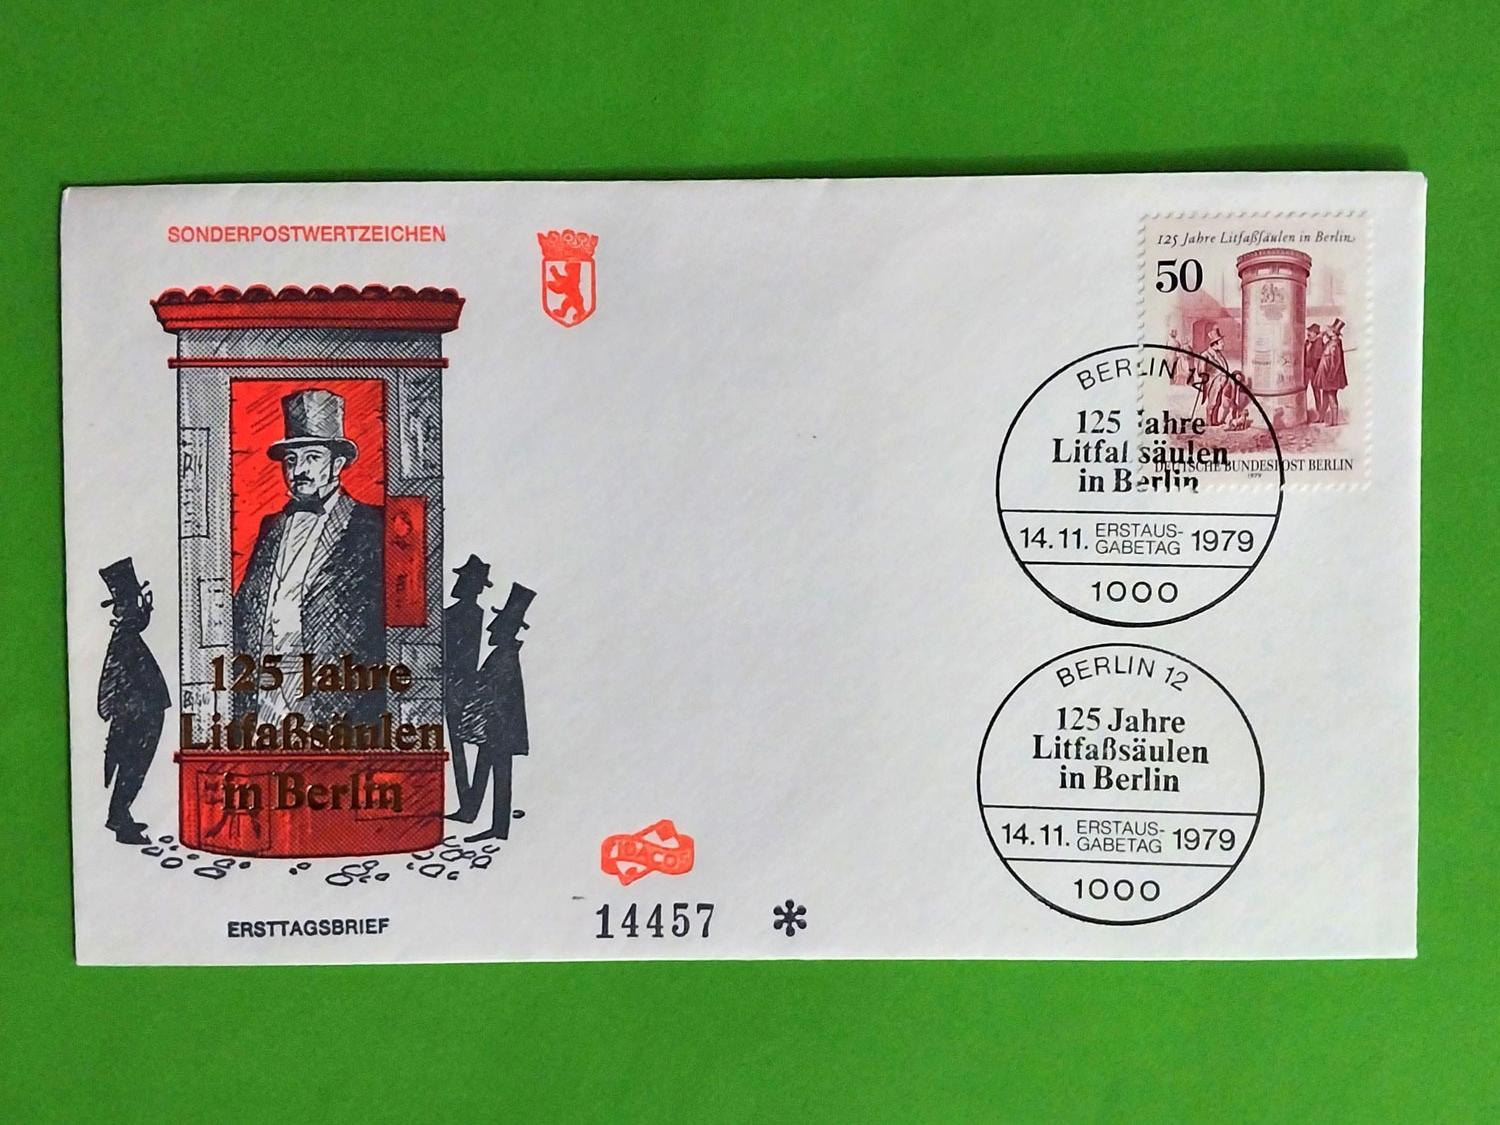 SONDERPOSTWERTZEICHEN
125 Jahre
Litfaßsäulen
in Berlin
ERSTTAGSBRIEF
14457 *
125 Jahre Litfaßsäulen in Berlin
50
DEUTSCHE BUNDESPOST BERLIN
1979
BERLIN 12
125 Jahre
Litfaßsäulen
in Berlin
14.11. ERSTAUS-
GABETAG 1979
1000
BERLIN 12
125 Jahre
Litfaßsäulen
in Berlin
14.11. ERSTAUS-
GABETAG 1979
1000